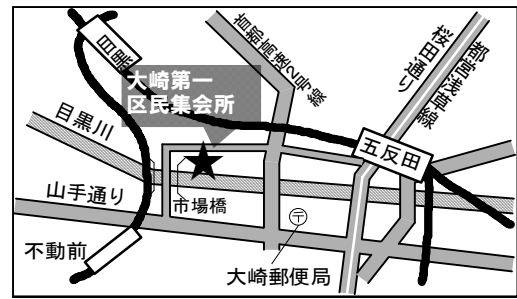 目黒
首都高速2号線
桜田通り
都営浅草線
大崎第一
区民集会所
目黒川
五反田
山手通り
市場橋
〒
不動前
大崎郵便局